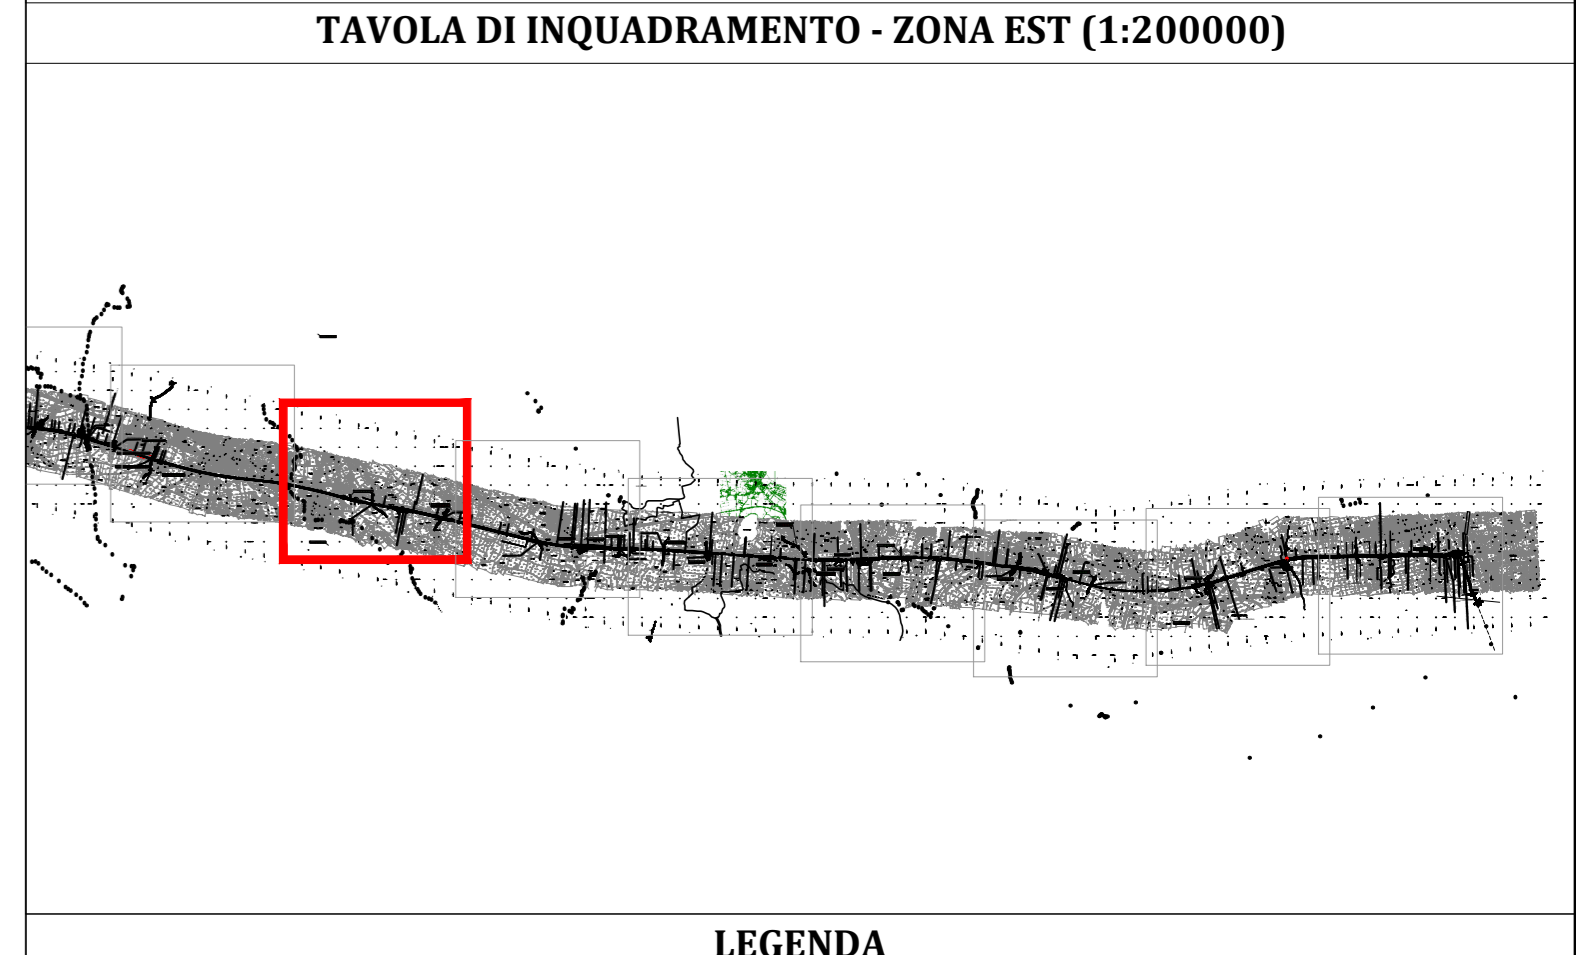 TAVOLA DI INQUADRAMENTO - ZONA EST (1:200000)
LEGENDA